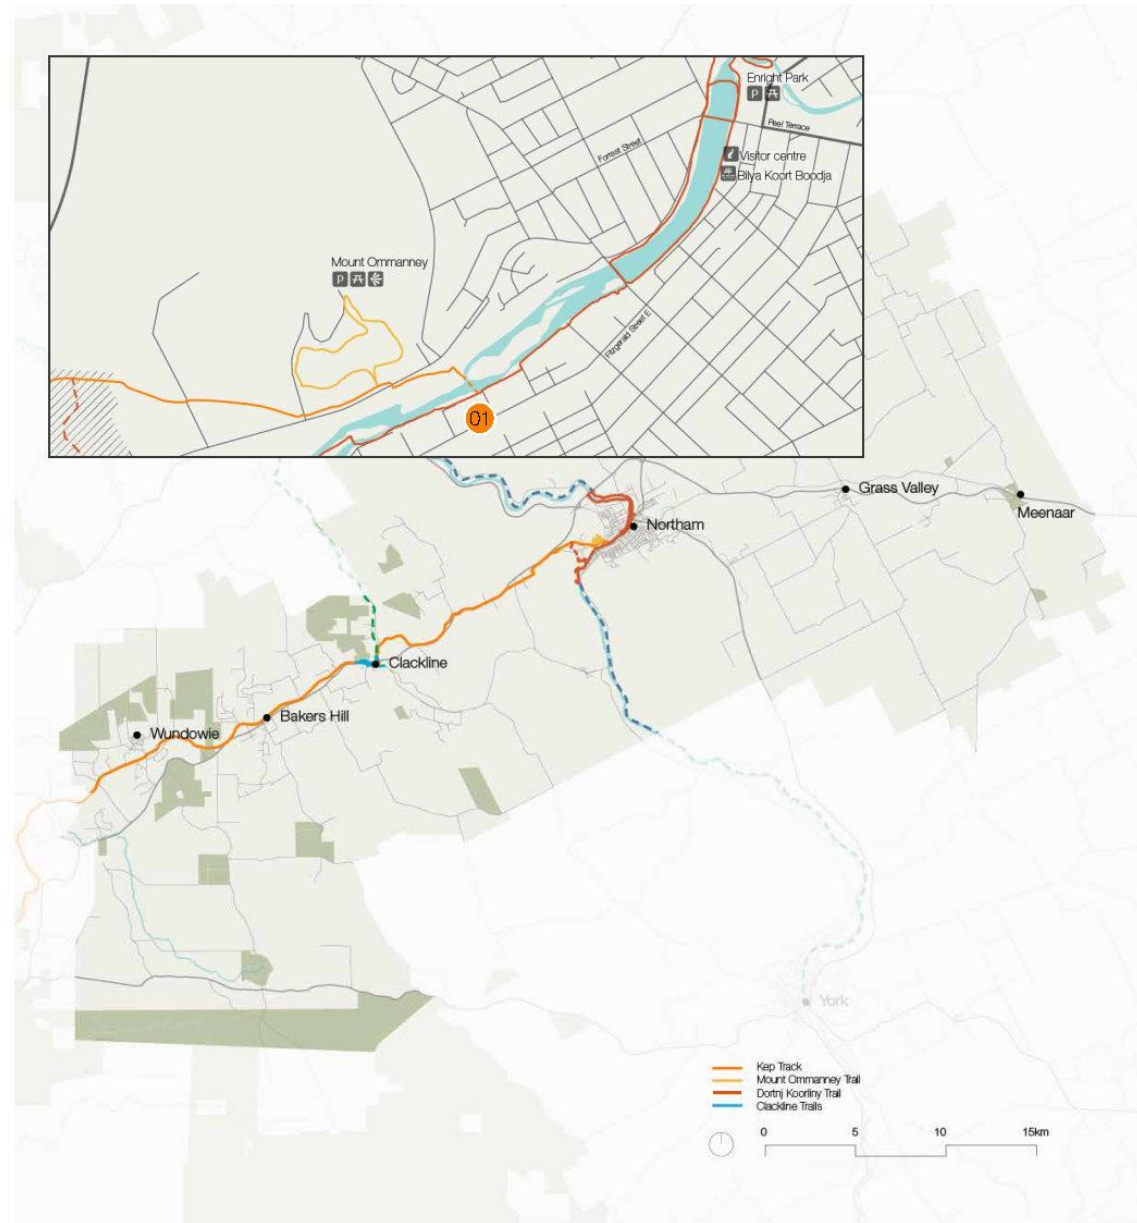 Enright Park
P
Peel Terrace
Forrest Street
Visitor centre
Bilya Koort Boodja
Mount Ommanney
P
Fitzgerald Street E
01
Grass Valley
Meenaar
Northam
Clackline
Bakers Hill
Wundowie
York
Kep Track
Mount Ommanney Trail
Dortnj Koorliny Trail
Clackline Trails
0 5 10 15km